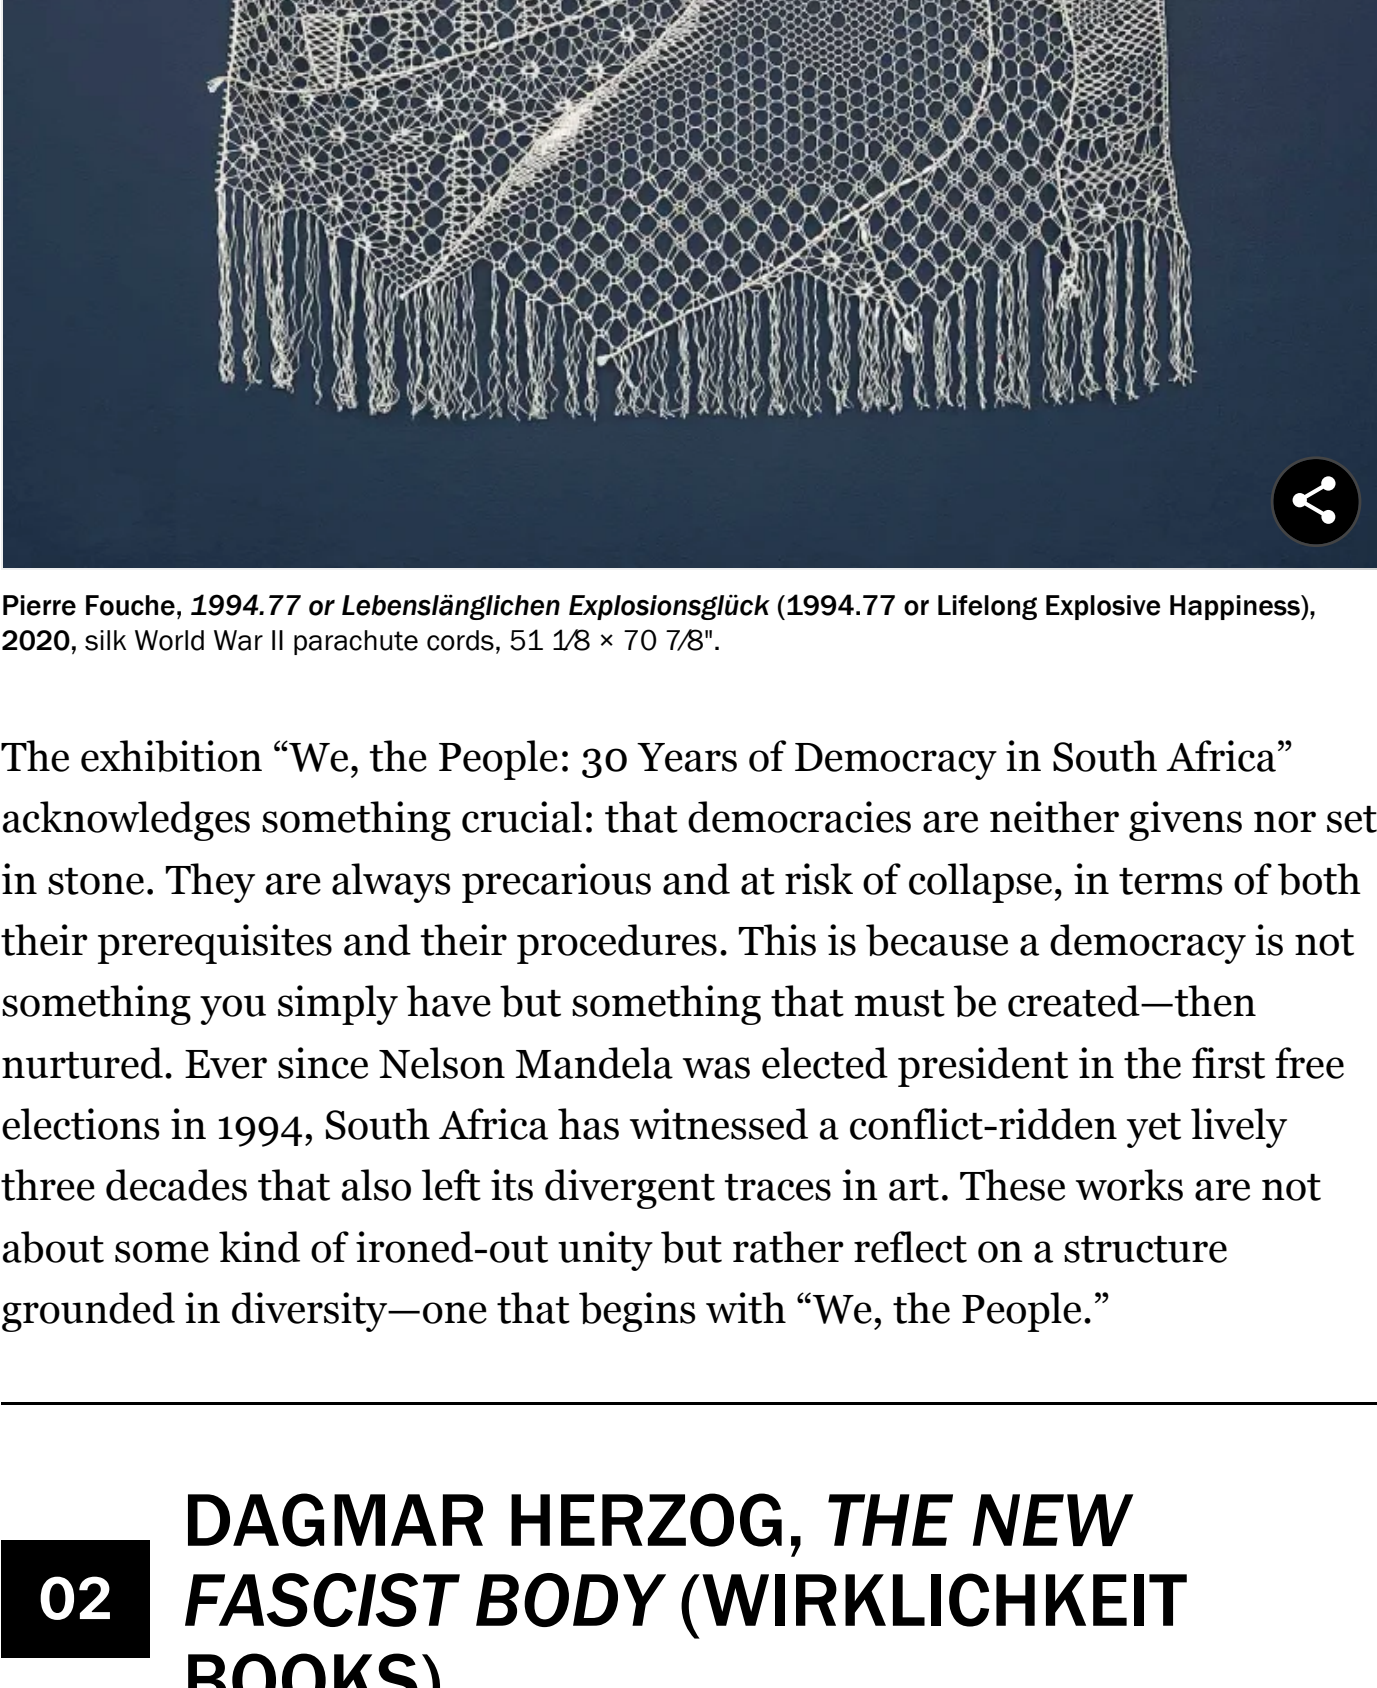 Pierre Fouche, 1994.77 or Lebenslänglichen Explosionsglück (1994.77 or Lifelong Explosive Happiness),
2020, silk World War II parachute cords, 51 1⁄8 × 70 7⁄8".
The exhibition “We, the People: 30 Years of Democracy in South Africa”
acknowledges something crucial: that democracies are neither givens nor set
in stone. They are always precarious and at risk of collapse, in terms of both
their prerequisites and their procedures. This is because a democracy is not
something you simply have but something that must be created—then
nurtured. Ever since Nelson Mandela was elected president in the first free
elections in 1994, South Africa has witnessed a conflict-ridden yet lively
three decades that also left its divergent traces in art. These works are not
about some kind of ironed-out unity but rather reflect on a structure
grounded in diversity—one that begins with “We, the People.”
02
DAGMAR HERZOG, THE NEW
FASCIST BODY (WIRKLICHKEIT
BOOKS)